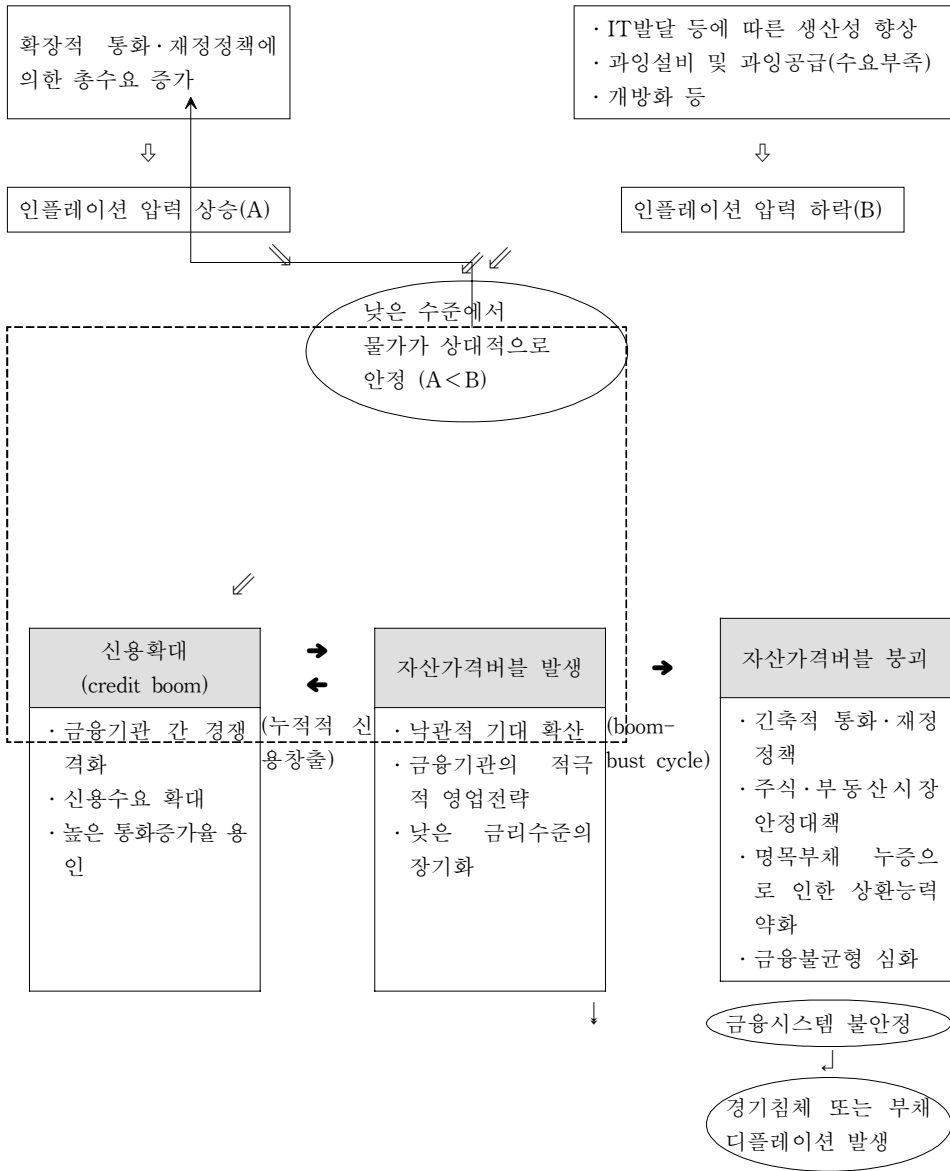 확장적 통화·재정정책에
의한 총수요 증가
· IT발달 등에 따른 생산성 향상
· 과잉설비 및 과잉공급(수요부족)
· 개방화 등
인플레이션 압력 상승(A)
인플레이션 압력 하락(B)
낮은 수준에서
물가가 상대적으로
안정 (A<B)
신용확대
(credit boom)
· 금융기관 간 경쟁
격화
· 신용수요 확대
· 높은 통화증가율 용
인
(누적적 신
용창출)
자산가격버블 발생
· 낙관적 기대 확산
· 금융기관의 적극
적 영업전략
· 낮은 금리수준의
장기화
(boom-
bust cycle)
자산가격버블 붕괴
· 긴축적 통화·재정
정책
· 주식·부동산시장
안정대책
· 명목부채 누증으
로 인한 상환능력
약화
· 금융불균형 심화
금융시스템 불안정
경기침체 또는 부채
디플레이션 발생